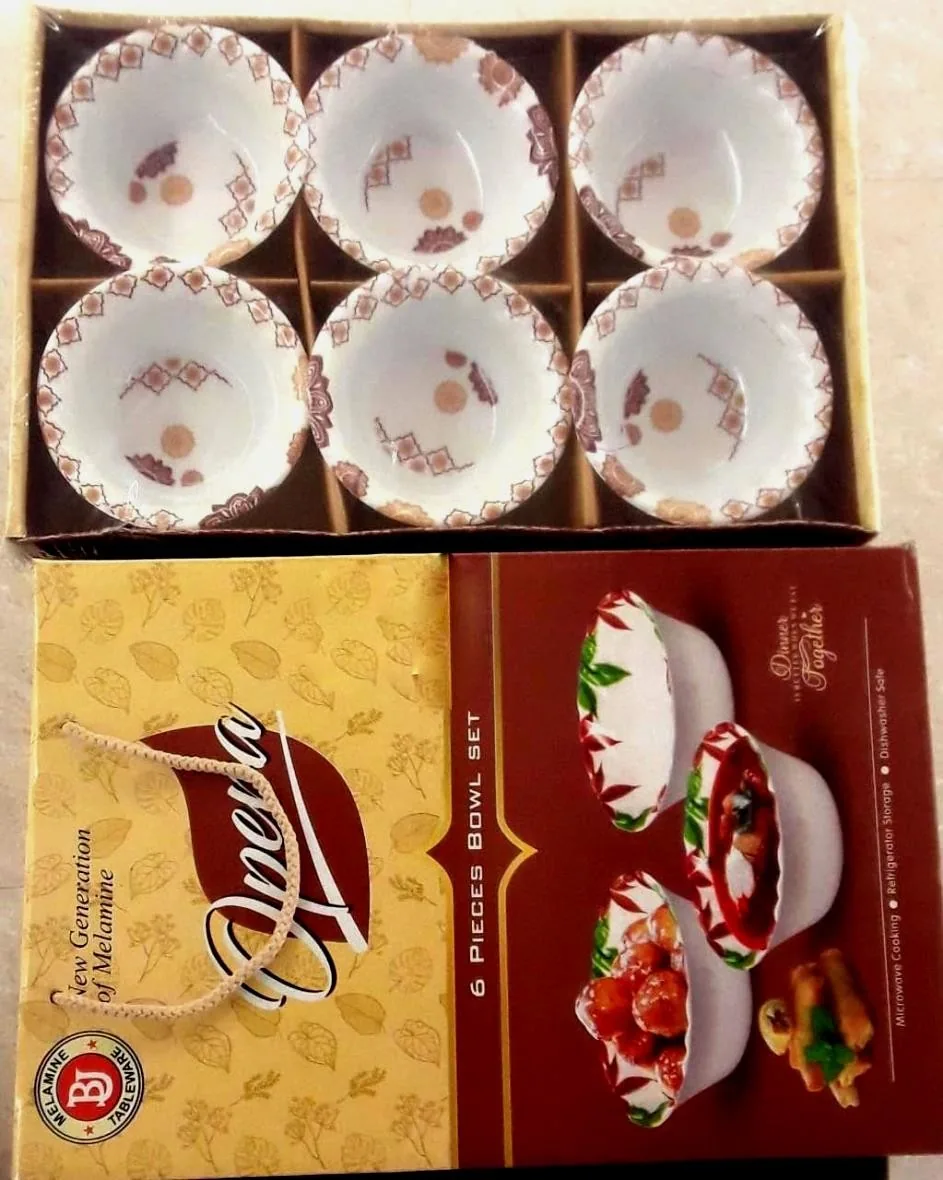 New Generation
of Melamine
Opera
MELAMINE
BJ
TABLEWARE
6 PIECES BOWL SET
Dinner
Together
Microwave Cooking ● Refrigerator Storage ● Dishwasher Safe